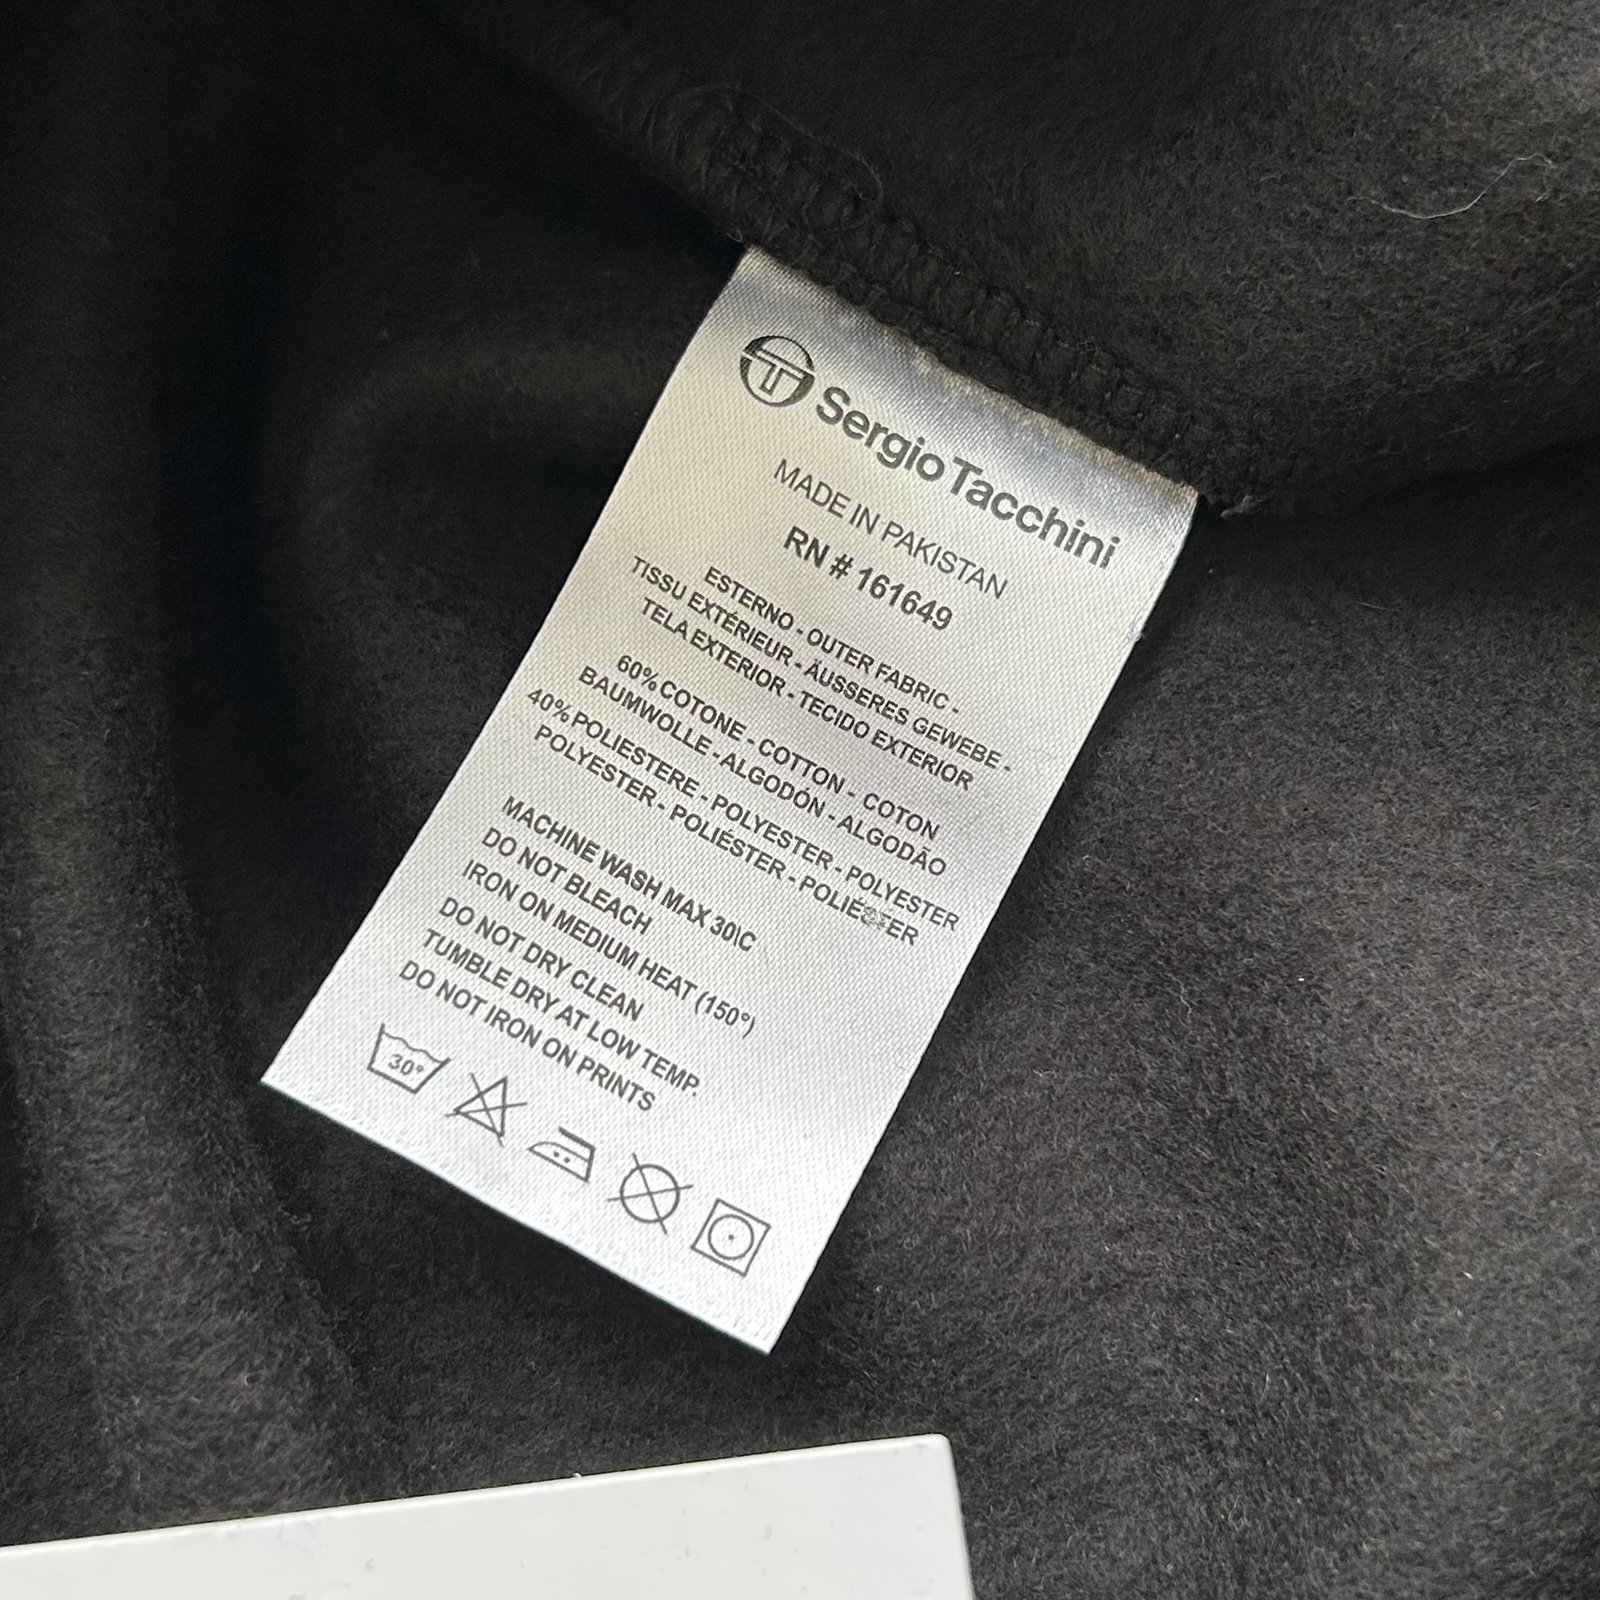 Sergio Tacchini
MADE IN PAKISTAN
RN # 161649
ESTERNO - OUTER FABRIC -
TISSU EXTÉRIEUR - ÄUSSERES GEWEBE -
TELA EXTERIOR - TECIDO EXTERIOR
60% COTONE - COTTON - COTON
BAUMWOLLE - ALGODÓN - ALGODÃO
40% POLIESTERE - POLYESTER - POLYESTER
POLYESTER - POLIÉSTER - POLIÉSTER
MACHINE WASH MAX 30\C
DO NOT BLEACH
IRON ON MEDIUM HEAT (150°)
DO NOT DRY CLEAN
TUMBLE DRY AT LOW TEMP.
DO NOT IRON ON PRINTS
30°